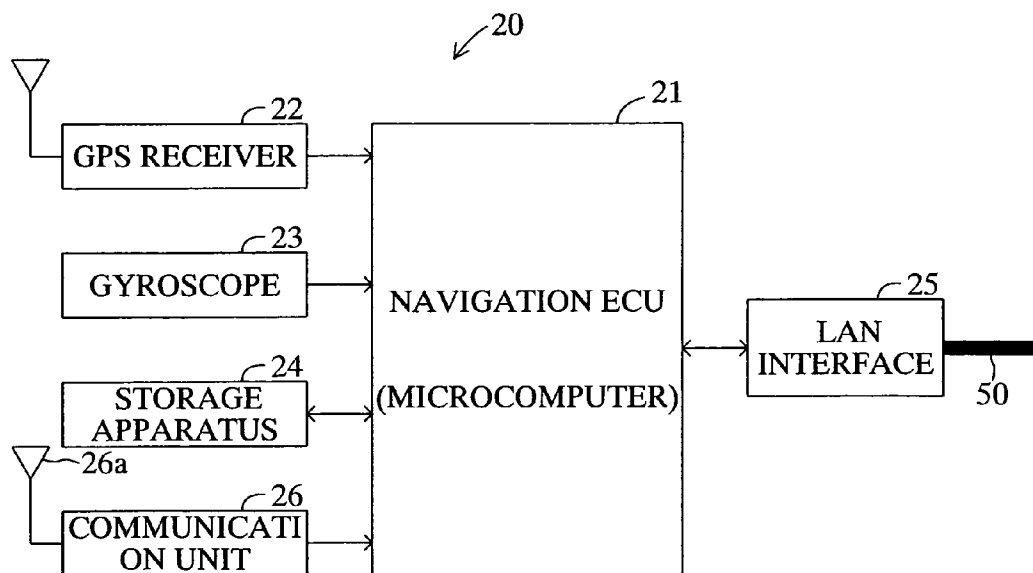 20
21
22
GPS RECEIVER
23
GYROSCOPE
NAVIGATION ECU
(MICROCOMPUTER)
25
LAN
INTERFACE
50
24
STORAGE
APPARATUS
26a
26
COMMUNICATI
ON UNIT